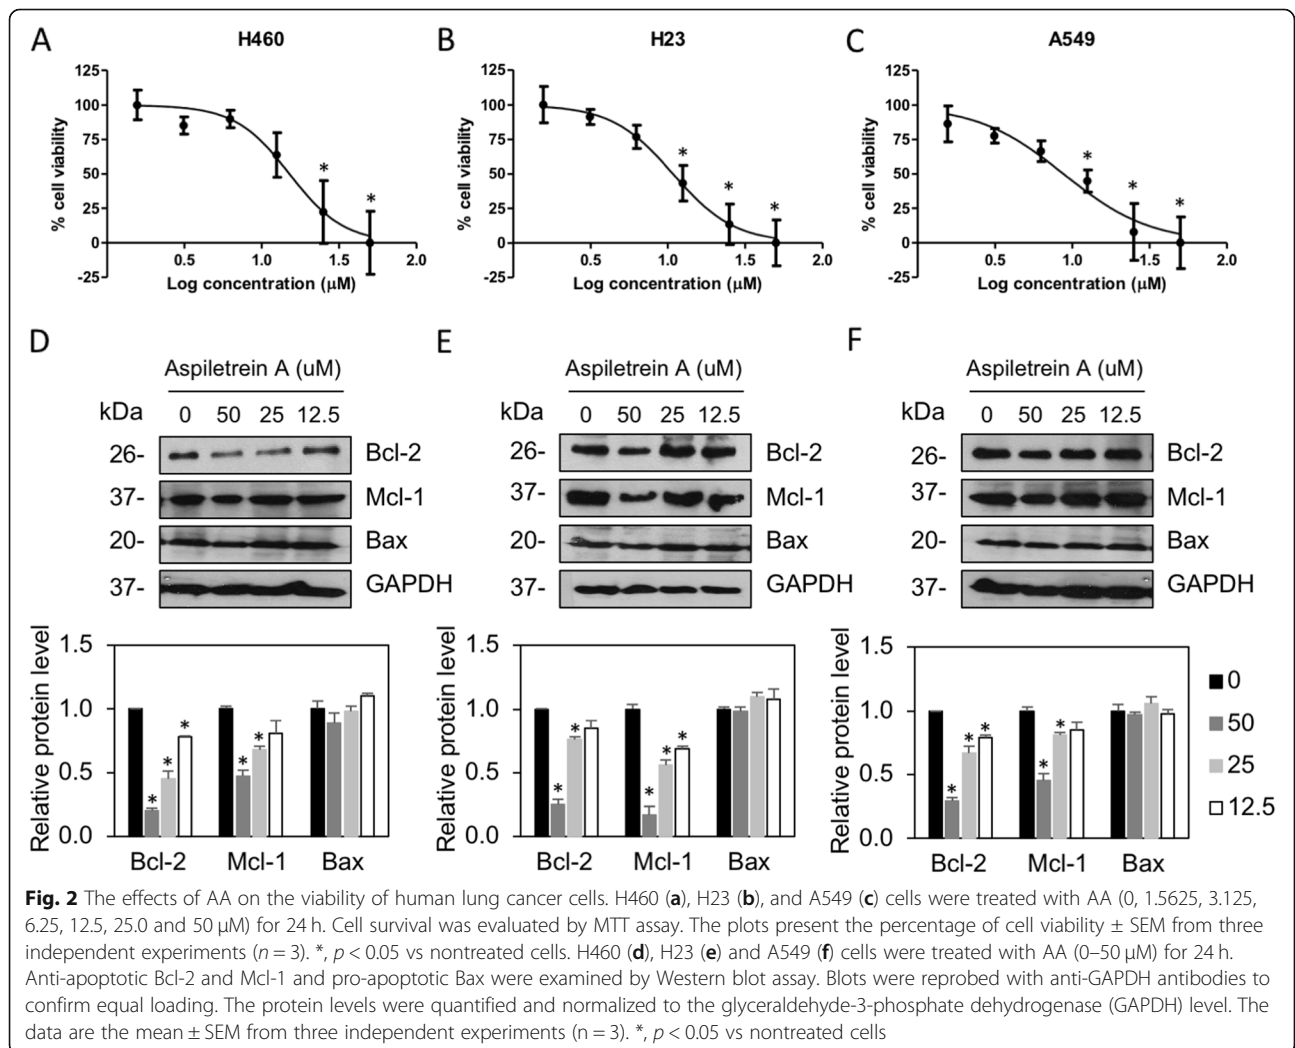 A
H460
125
100
75
50
25
0
-25
% cell viability
0.5
1.0
1.5
2.0
Log concentration (µM)
*
*
B
H23
125
100
75
50
25
0
-25
% cell viability
0.5
1.0
1.5
2.0
Log concentration (µM)
*
*
*
C
A549
125
100
75
50
25
0
-25
% cell viability
0.5
1.0
1.5
2.0
Log concentration (µM)
*
*
*
D
Aspiletrein A (uM)
kDa 0 50 25 12.5
26- Bcl-2
37- Mcl-1
20- Bax
37- GAPDH
Relative protein level
1.5
1.0
0.5
0.0
* * * * *
Bcl-2 Mcl-1 Bax
E
Aspiletrein A (uM)
kDa 0 50 25 12.5
26- Bcl-2
37- Mcl-1
20- Bax
37- GAPDH
Relative protein level
1.5
1.0
0.5
0.0
* * * * *
Bcl-2 Mcl-1 Bax
F
Aspiletrein A (uM)
kDa 0 50 25 12.5
26- Bcl-2
37- Mcl-1
20- Bax
37- GAPDH
Relative protein level
1.5
1.0
0.5
0.0
* * * * *
Bcl-2 Mcl-1 Bax
0
50
25
12.5
Fig. 2 The effects of AA on the viability of human lung cancer cells. H460 (a), H23 (b), and A549 (c) cells were treated with AA (0, 1.5625, 3.125,
6.25, 12.5, 25.0 and 50 µM) for 24 h. Cell survival was evaluated by MTT assay. The plots present the percentage of cell viability ± SEM from three
independent experiments (n = 3). *, p < 0.05 vs nontreated cells. H460 (d), H23 (e) and A549 (f) cells were treated with AA (0–50 µM) for 24 h.
Anti-apoptotic Bcl-2 and Mcl-1 and pro-apoptotic Bax were examined by Western blot assay. Blots were reprobed with anti-GAPDH antibodies to
confirm equal loading. The protein levels were quantified and normalized to the glyceraldehyde-3-phosphate dehydrogenase (GAPDH) level. The
data are the mean ± SEM from three independent experiments (n = 3). *, p < 0.05 vs nontreated cells